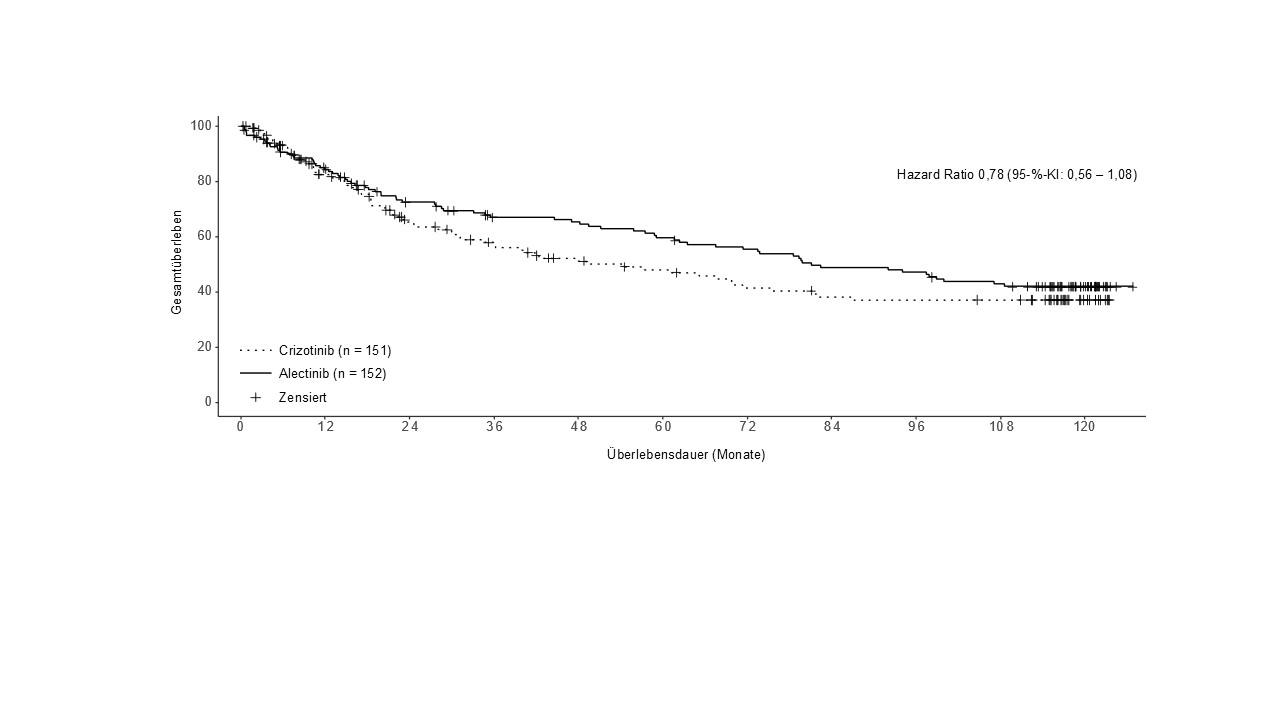 100
80
60
40
20
0
Gesamtüberleben
Hazard Ratio 0,78 (95-%-KI: 0,56 – 1,08)
Crizotinib (n = 151)
Alectinib (n = 152)
Zensiert
0 12 24 36 48 60 72 84 96 108 120
Überlebensdauer (Monate)